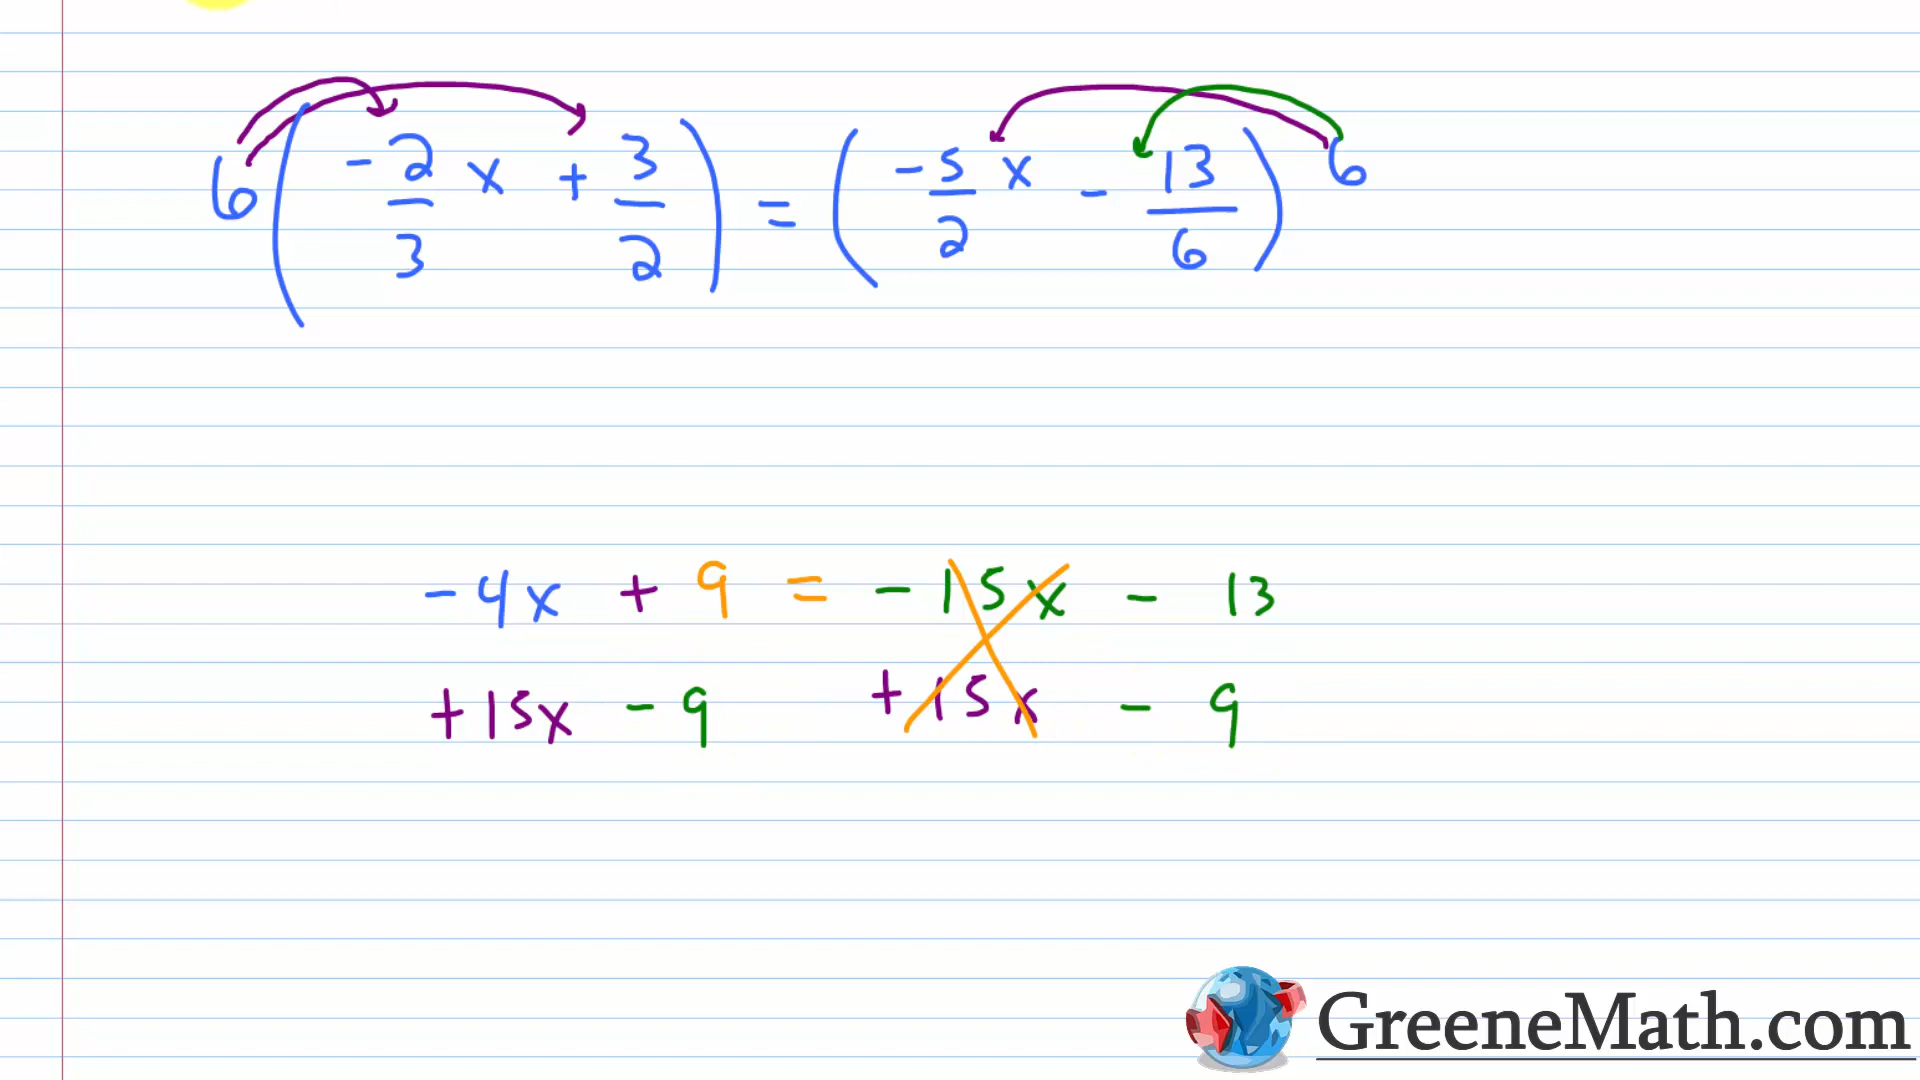 6(-2/3 x + 3/2) = (-5/2 x - 13/6)6
-4x + 9 = -15x - 13
+15x - 9 +15x - 9
GreeneMath.com